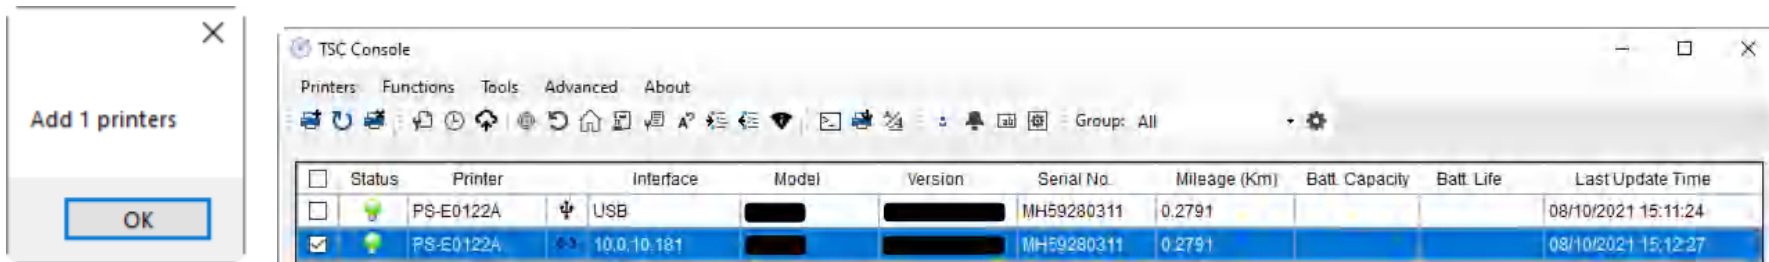 Add 1 printers
OK
TSC Console
Printers Functions Tools Advanced About
Group: All
Status Printer Interface Model Version Serial No. Mileage (Km) Batt. Capacity Batt. Life Last Update Time
PS-E0122A USB MH59280311 0.2791 08/10/2021 15:11:24
PS-E0122A 10.0.10.181 MH59280311 0.2791 08/10/2021 15:12:27